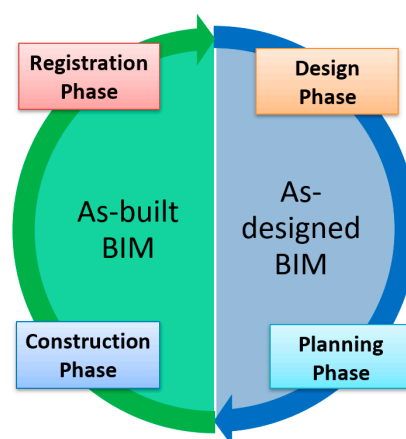 Registration
Phase
Design
Phase
As-built
BIM
As-
designed
BIM
Construction
Phase
Planning
Phase